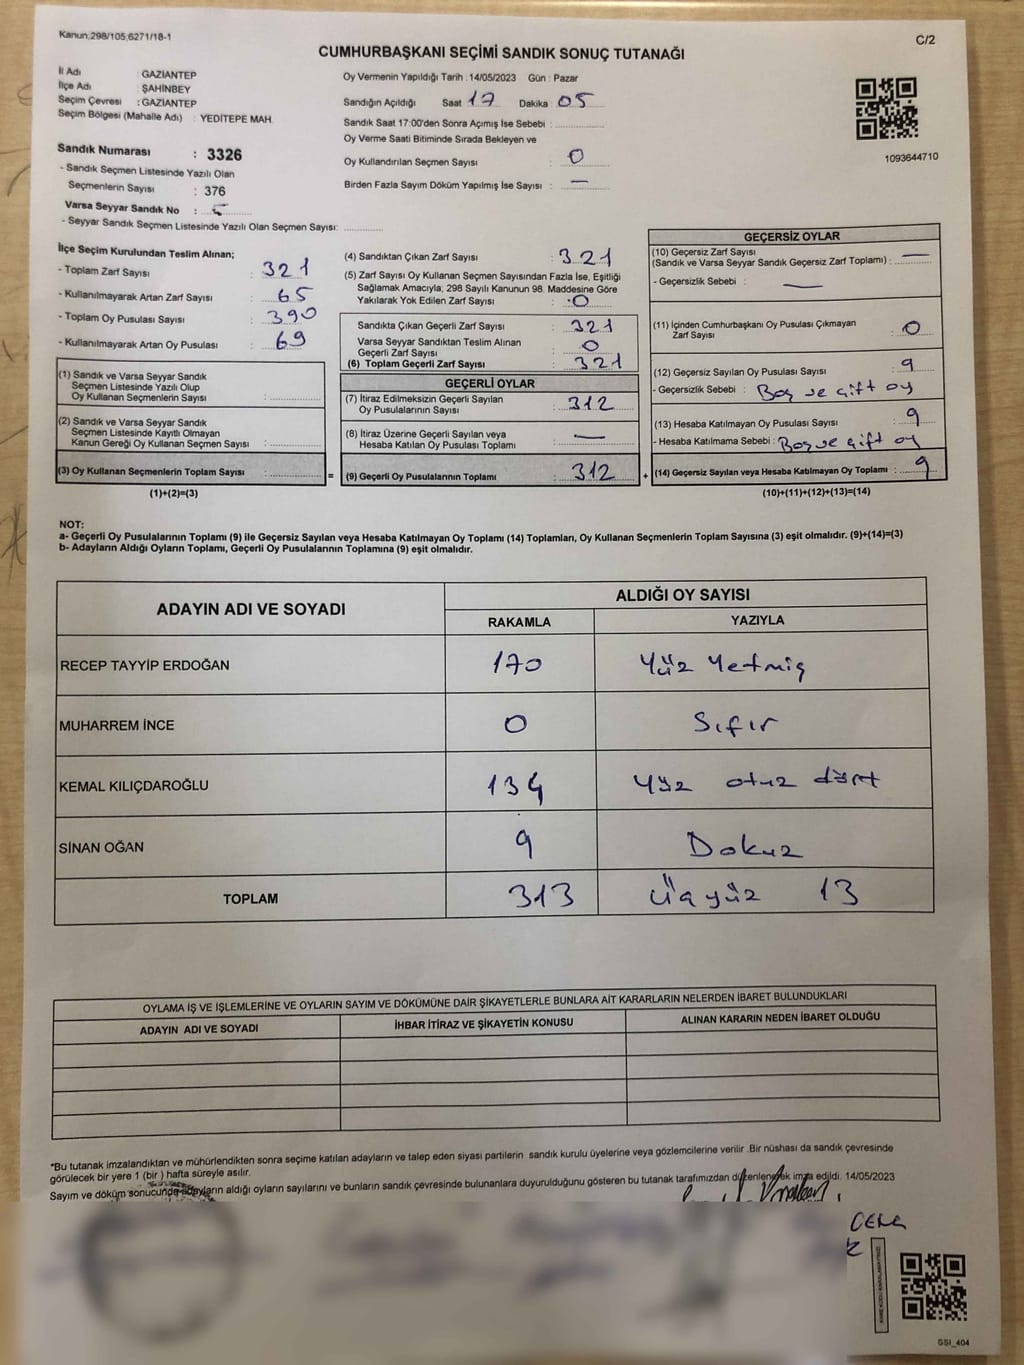 Kanun:298/105,6271/18-1
C/2
CUMHURBAŞKANI SEÇİMİ SANDIK SONUÇ TUTANAĞI
İl Adı : GAZİANTEP
İlçe Adı : ŞAHİNBEY
Seçim Çevresi : GAZİANTEP
Seçim Bölgesi (Mahalle Adı) : YEDİTEPE MAH.
Sandık Numarası : 3326
- Sandık Seçmen Listesinde Yazılı Olan
Seçmenlerin Sayısı : 376
Varsa Seyyar Sandık No :
- Seyyar Sandık Seçmen Listesinde Yazılı Olan Seçmen Sayısı:
Oy Vermenin Yapıldığı Tarih :14/05/2023 Gün : Pazar
Sandığın Açıldığı Saat 17 Dakika 05
Sandık Saat 17:00'den Sonra Açımış İse Sebebi :
Oy Verme Saati Bitiminde Sırada Bekleyen ve
Oy Kullandırılan Seçmen Sayısı : 0
Birden Fazla Sayım Döküm Yapılmış İse Sayısı : —
1093644710
İlçe Seçim Kurulundan Teslim Alınan;
- Toplam Zarf Sayısı : 321
- Kullanılmayarak Artan Zarf Sayısı : 65
- Toplam Oy Pusulası Sayısı : 390
- Kullanılmayarak Artan Oy Pusulası : 69
(1) Sandık ve Varsa Seyyar Sandık
Seçmen Listesinde Yazılı Olup
Oy Kullanan Seçmenlerin Sayısı :
(2) Sandık ve Varsa Seyyar Sandık
Seçmen Listesinde Kayıtlı Olmayan
Kanun Gereği Oy Kullanan Seçmen Sayısı :
(3) Oy Kullanan Seçmenlerin Toplam Sayısı :
(1)+(2)=(3)
(4) Sandıktan Çıkan Zarf Sayısı : 321
(5) Zarf Sayısı Oy Kullanan Seçmen Sayısından Fazla İse, Eşitliği
Sağlamak Amacıyla; 298 Sayılı Kanunun 98. Maddesine Göre
Yakılarak Yok Edilen Zarf Sayısı : 0
Sandıkta Çıkan Geçerli Zarf Sayısı : 321
Varsa Seyyar Sandıktan Teslim Alınan
Geçerli Zarf Sayısı : 0
(6) Toplam Geçerli Zarf Sayısı : 321
GEÇERLİ OYLAR
(7) İtiraz Edilmeksizin Geçerli Sayılan
Oy Pusulalarının Sayısı : 312
(8) İtiraz Üzerine Geçerli Sayılan veya
Hesaba Katılan Oy Pusulası Toplamı : —
= (9) Geçerli Oy Pusulalarının Toplamı : 312 +
GEÇERSİZ OYLAR
(10) Geçersiz Zarf Sayısı
(Sandık ve Varsa Seyyar Sandık Geçersiz Zarf Toplamı) : —
- Geçersizlik Sebebi : —
(11) İçinden Cumhurbaşkanı Oy Pusulası Çıkmayan
Zarf Sayısı : 0
(12) Geçersiz Sayılan Oy Pusulası Sayısı : 9
- Geçersizlik Sebebi : Boş ve çift oy
(13) Hesaba Katılmayan Oy Pusulası Sayısı : 9
- Hesaba Katılmama Sebebi : Boş ve çift oy
(14) Geçersiz Sayılan veya Hesaba Katılmayan Oy Toplamı : 9
(10)+(11)+(12)+(13)=(14)
NOT:
a- Geçerli Oy Pusulalarının Toplamı (9) ile Geçersiz Sayılan veya Hesaba Katılmayan Oy Toplamı (14) Toplamları, Oy Kullanan Seçmenlerin Toplam Sayısına (3) eşit olmalıdır. (9)+(14)=(3)
b- Adayların Aldığı Oyların Toplamı, Geçerli Oy Pusulalarının Toplamına (9) eşit olmalıdır.
ADAYIN ADI VE SOYADI ALDIĞI OY SAYISI
RAKAMLA YAZIYLA
RECEP TAYYİP ERDOĞAN 170 Yüz Yetmiş
MUHARREM İNCE 0 Sıfır
KEMAL KILIÇDAROĞLU 134 Yüz otuz dört
SİNAN OĞAN 9 Dokuz
TOPLAM 313 Üçyüz 13
OYLAMA İŞ VE İŞLEMLERİNE VE OYLARIN SAYIM VE DÖKÜMÜNE DAİR ŞİKAYETLERLE BUNLARA AİT KARARLARIN NELERDEN İBARET BULUNDUKLARI
ADAYIN ADI VE SOYADI İHBAR İTİRAZ VE ŞİKAYETİN KONUSU ALINAN KARARIN NEDEN İBARET OLDUĞU
*Bu tutanak imzalandıktan ve mühürlendikten sonra seçime katılan adayların ve talep eden siyasi partilerin sandık kurulu üyelerine veya gözlemcilerine verilir .Bir nüshası da sandık çevresinde
görülecek bir yere 1 (bir ) hafta süreyle asılır.
Sayım ve döküm sonucunda adayların aldığı oyların sayılarını ve bunların sandık çevresinde bulunanlara duyurulduğunu gösteren bu tutanak tarafımızdan düzenlenerek imza edildi. 14/05/2023
SSİ_404